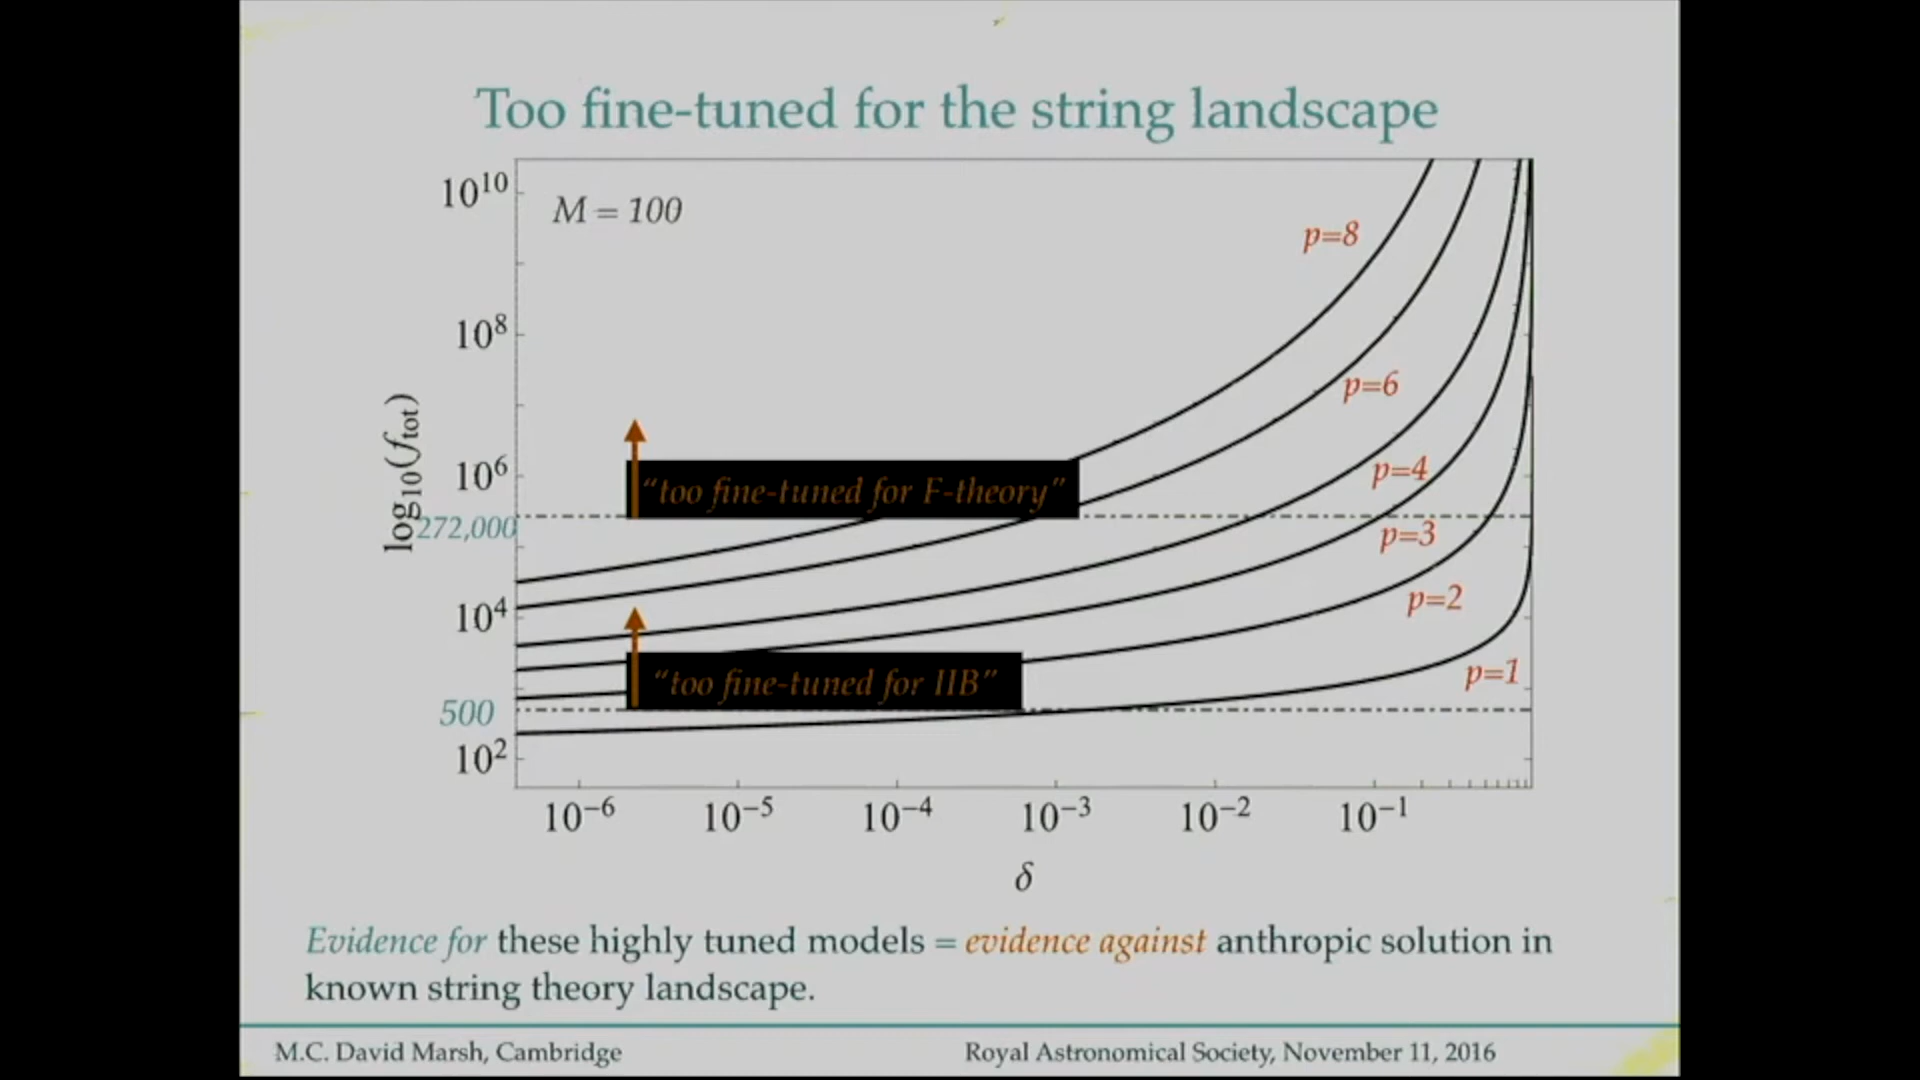 Too fine-tuned for the string landscape
10^10
M = 100
p=8
10^8
p=6
log10(f_tot)
10^6
"too fine-tuned for F-theory"
p=4
272,000
p=3
10^4
p=2
"too fine-tuned for IIB"
p=1
500
10^2
10^−6 10^−5 10^−4 10^−3 10^−2 10^−1
δ
Evidence for these highly tuned models = evidence against anthropic solution in
known string theory landscape.
M.C. David Marsh, Cambridge
Royal Astronomical Society, November 11, 2016